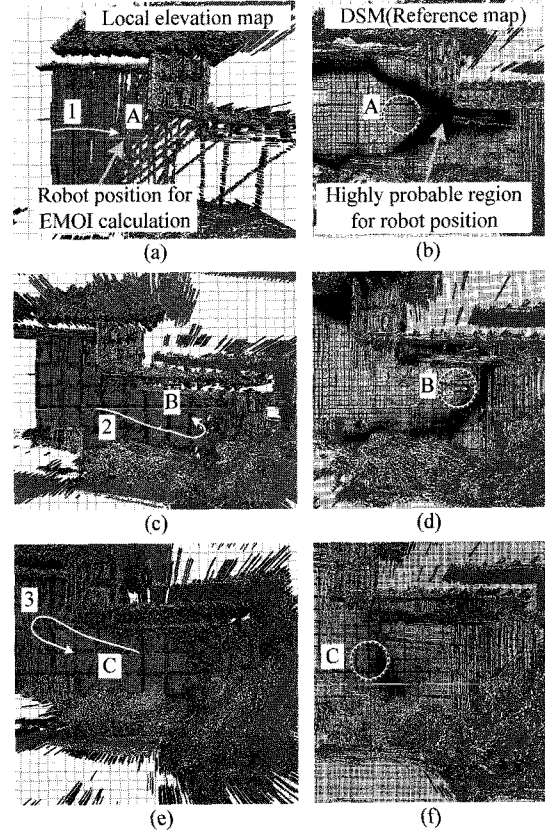 Local elevation map
DSM(Reference map)
1
A
A
Robot position for
EMOI calculation
Highly probable region
for robot position
(a)
(b)
B
2
B
(c)
(d)
3
C
C
(e)
(f)